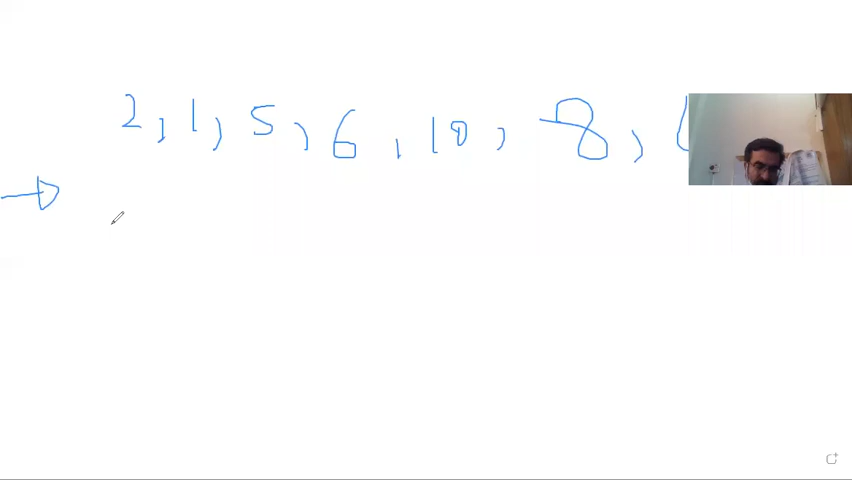 2, 1, 5, 6, 10, 8,